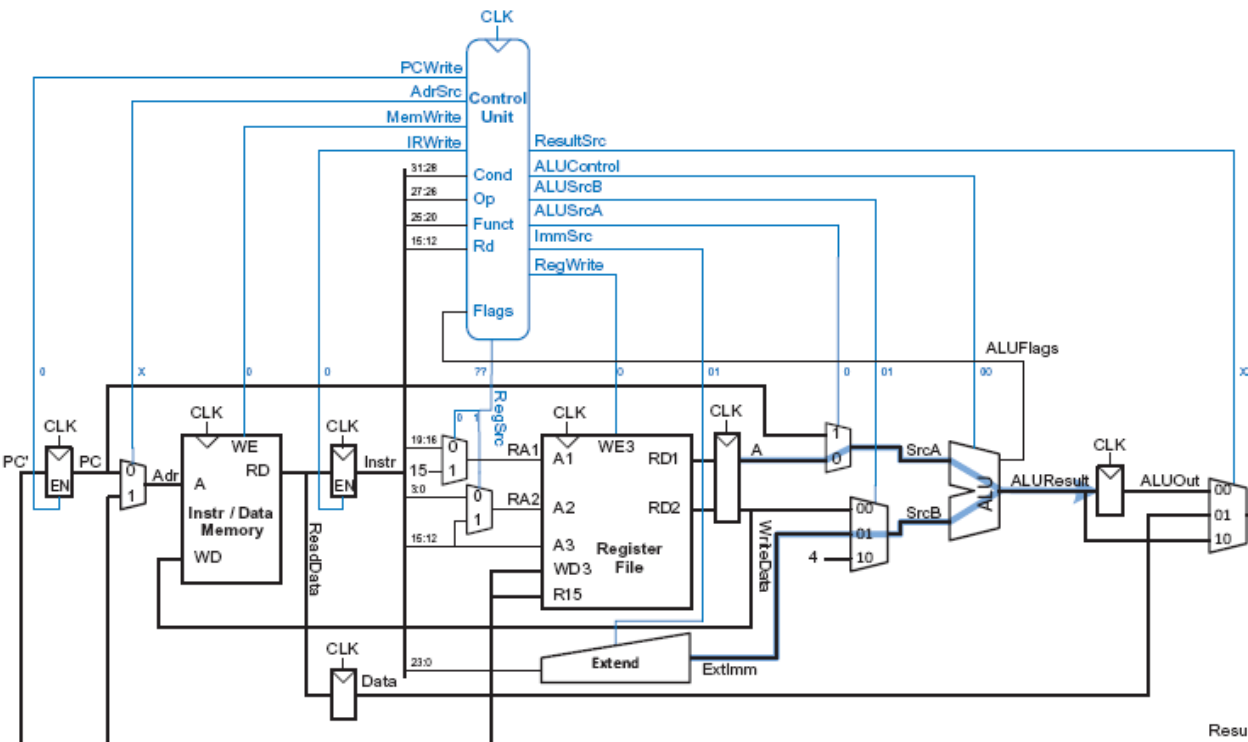 CLK
PCWrite
AdrSrc
MemWrite
IRWrite
Control
Unit
ResultSrc
ALUControl
ALUSrcB
ALUSrcA
ImmSrc
RegWrite
31:28 Cond
27:26 Op
25:20 Funct
15:12 Rd
Flags
ALUFlags
0 X 0 0 ?? 0 01 0 01 00
RegSrc
0 1
CLK CLK CLK CLK CLK CLK
PC' EN PC
0
1
Adr
WE
A RD
Instr / Data
Memory
WD
EN Instr
ReadData
19:16 0
15 1
RA1
3:0 0
1
RA2
15:12
WE3
A1 RD1
A2 RD2
A3
Register
File
WD3
R15
A
WriteData
1
0
SrcA
00
01
4 10
SrcB
ALU
ALUResult
ALUOut
00
01
10
23:0
Extend
ExtImm
CLK
Data
Resu